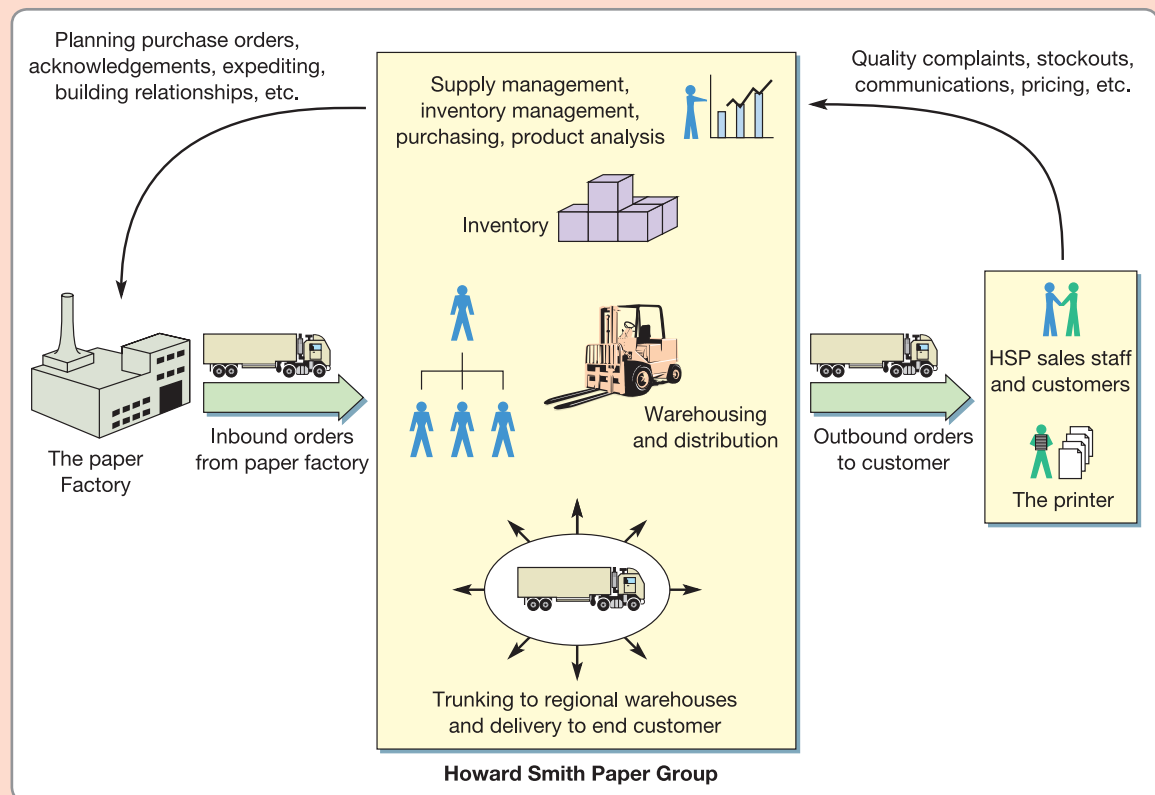 Planning purchase orders,
acknowledgements, expediting,
building relationships, etc.
Supply management,
inventory management,
purchasing, product analysis
Quality complaints, stockouts,
communications, pricing, etc.
Inventory
The paper
Factory
Inbound orders
from paper factory
Warehousing
and distribution
Outbound orders
to customer
HSP sales staff
and customers
The printer
Trunking to regional warehouses
and delivery to end customer
Howard Smith Paper Group